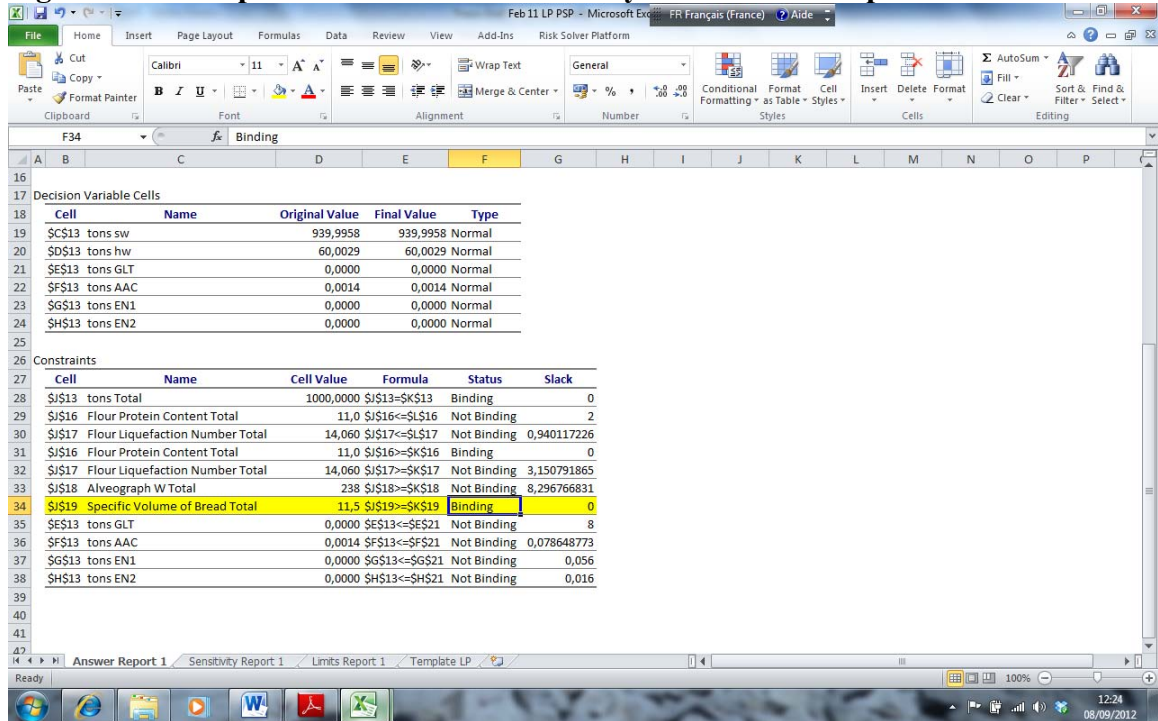 Feb 11 LP PSP - Microsoft Exc
FR Français (France) Aide
File Home Insert Page Layout Formulas Data Review View Add-Ins Risk Solver Platform
Cut
Copy
Format Painter
Paste
Calibri 11 A A
B I U A
Wrap Text
Merge & Center
General
% , .00 .00
Conditional Formatting
Format as Table
Cell Styles
Insert Delete Format
Σ AutoSum
Fill
Clear
Sort & Filter
Find & Select
Clipboard Font Alignment Number Styles Cells Editing
F34 fx Binding
A B C D E F G H I J K L M N O P
16
17 Decision Variable Cells
18 Cell Name Original Value Final Value Type
19 $C$13 tons sw 939,9958 939,9958 Normal
20 $D$13 tons hw 60,0029 60,0029 Normal
21 $E$13 tons GLT 0,0000 0,0000 Normal
22 $F$13 tons AAC 0,0014 0,0014 Normal
23 $G$13 tons EN1 0,0000 0,0000 Normal
24 $H$13 tons EN2 0,0000 0,0000 Normal
25
26 Constraints
27 Cell Name Cell Value Formula Status Slack
28 $J$13 tons Total 1000,0000 $J$13=$K$13 Binding 0
29 $J$16 Flour Protein Content Total 11,0 $J$16<=$L$16 Not Binding 2
30 $J$17 Flour Liquefaction Number Total 14,060 $J$17<=$L$17 Not Binding 0,940117226
31 $J$16 Flour Protein Content Total 11,0 $J$16>=$K$16 Binding 0
32 $J$17 Flour Liquefaction Number Total 14,060 $J$17>=$K$17 Not Binding 3,150791865
33 $J$18 Alveograph W Total 238 $J$18>=$K$18 Not Binding 8,296766831
34 $J$19 Specific Volume of Bread Total 11,5 $J$19>=$K$19 Binding 0
35 $E$13 tons GLT 0,0000 $E$13<=$E$21 Not Binding 8
36 $F$13 tons AAC 0,0014 $F$13<=$F$21 Not Binding 0,078648773
37 $G$13 tons EN1 0,0000 $G$13<=$G$21 Not Binding 0,056
38 $H$13 tons EN2 0,0000 $H$13<=$H$21 Not Binding 0,016
39
40
41
42
Answer Report 1 Sensitivity Report 1 Limits Report 1 Template LP
Ready 100%
12:24
08/09/2012